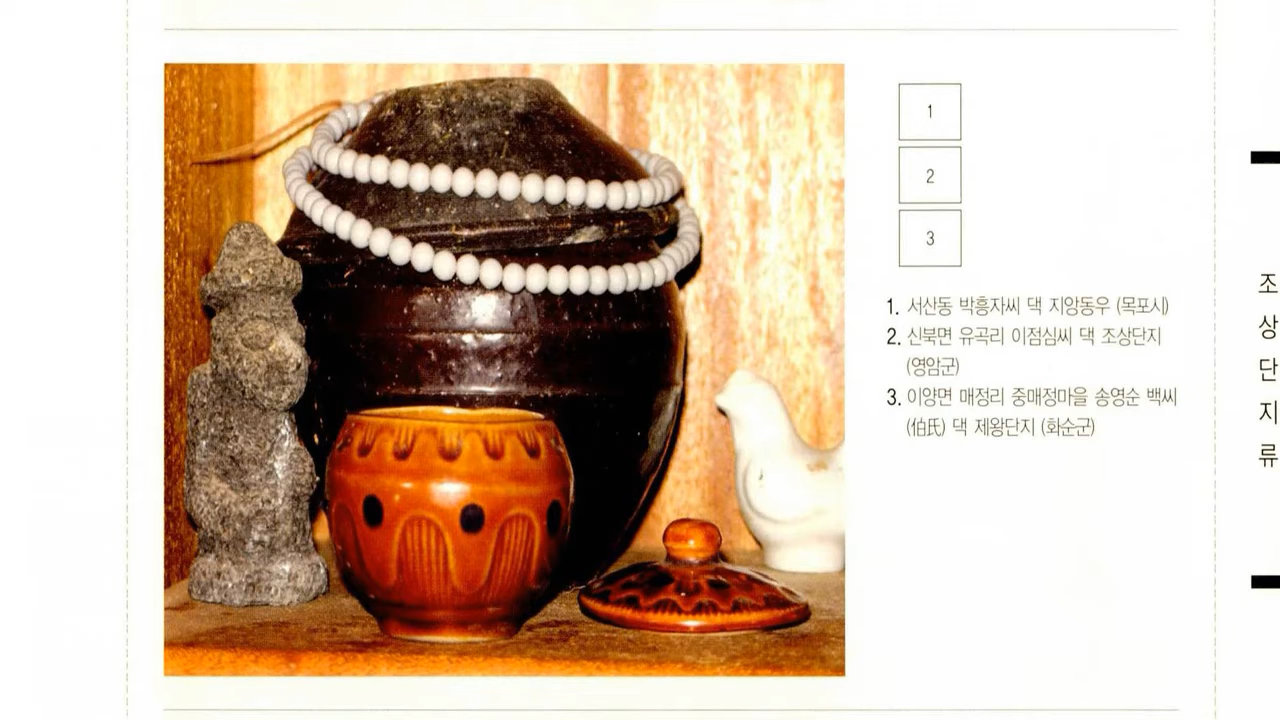 1
2
3
1. 서산동 박흥자씨 댁 지앙동우 (목포시)
2. 신북면 유곡리 이점심씨 댁 조상단지
(영암군)
3. 이양면 매정리 중매정마을 송영순 백씨
(伯氏) 댁 제왕단지 (화순군)
조
상
단
지
류